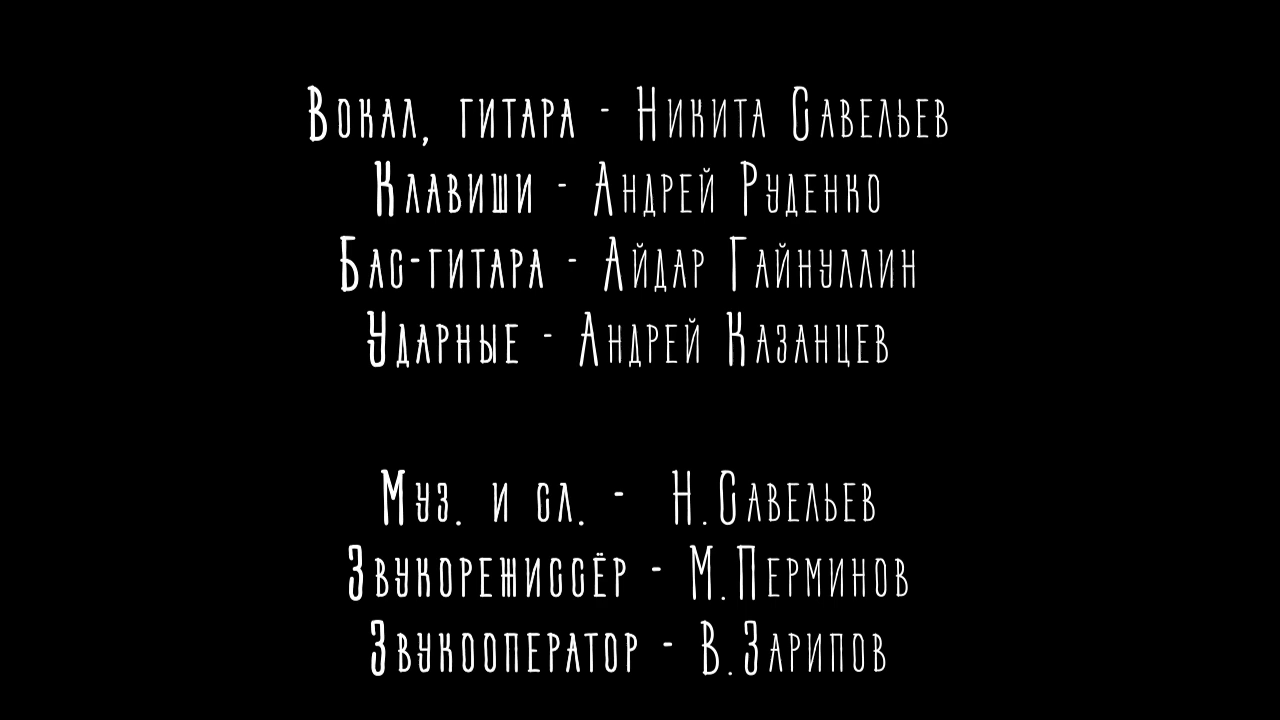 Вокал, гитара - Никита Савельев
Клавиши - Андрей Руденко
Бас-гитара - Айдар Гайнуллин
Ударные - Андрей Казанцев
Муз. и сл. - Н.Савельев
Звукорежиссёр - М.Перминов
Звукооператор - В.Зарипов